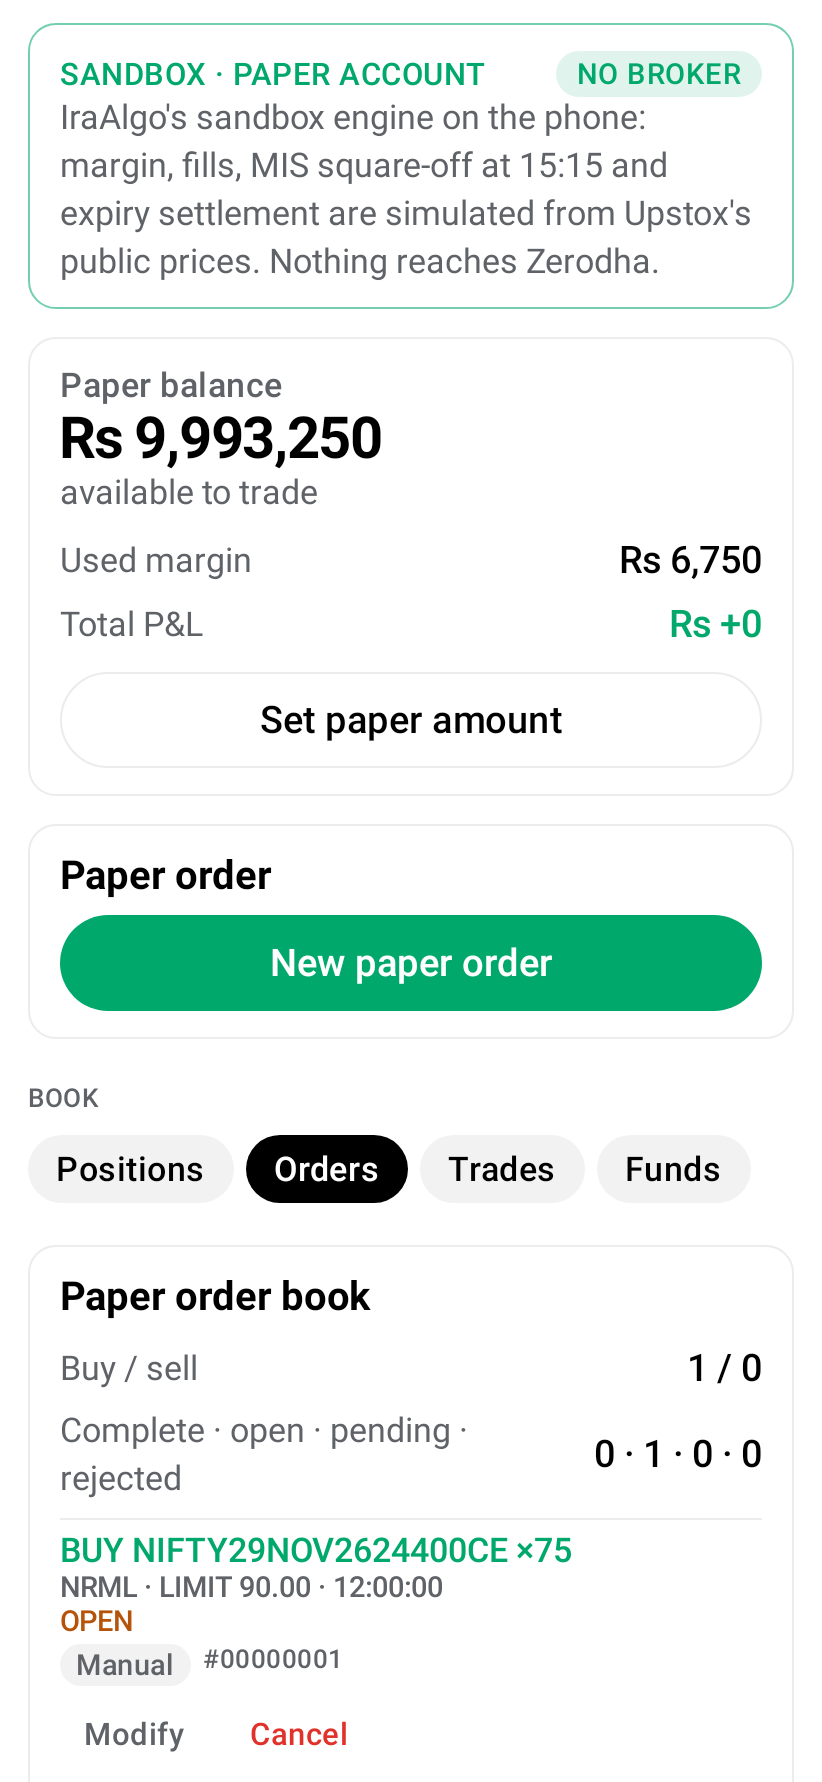 SANDBOX · PAPER ACCOUNT
NO BROKER
IraAlgo's sandbox engine on the phone:
margin, fills, MIS square-off at 15:15 and
expiry settlement are simulated from Upstox's
public prices. Nothing reaches Zerodha.
Paper balance
Rs 9,993,250
available to trade
Used margin
Rs 6,750
Total P&L
Rs +0
Set paper amount
Paper order
New paper order
BOOK
Positions
Orders
Trades
Funds
Paper order book
Buy / sell
1 / 0
Complete · open · pending ·
rejected
0 · 1 · 0 · 0
BUY NIFTY29NOV2624400CE ×75
NRML · LIMIT 90.00 · 12:00:00
OPEN
Manual
#00000001
Modify
Cancel